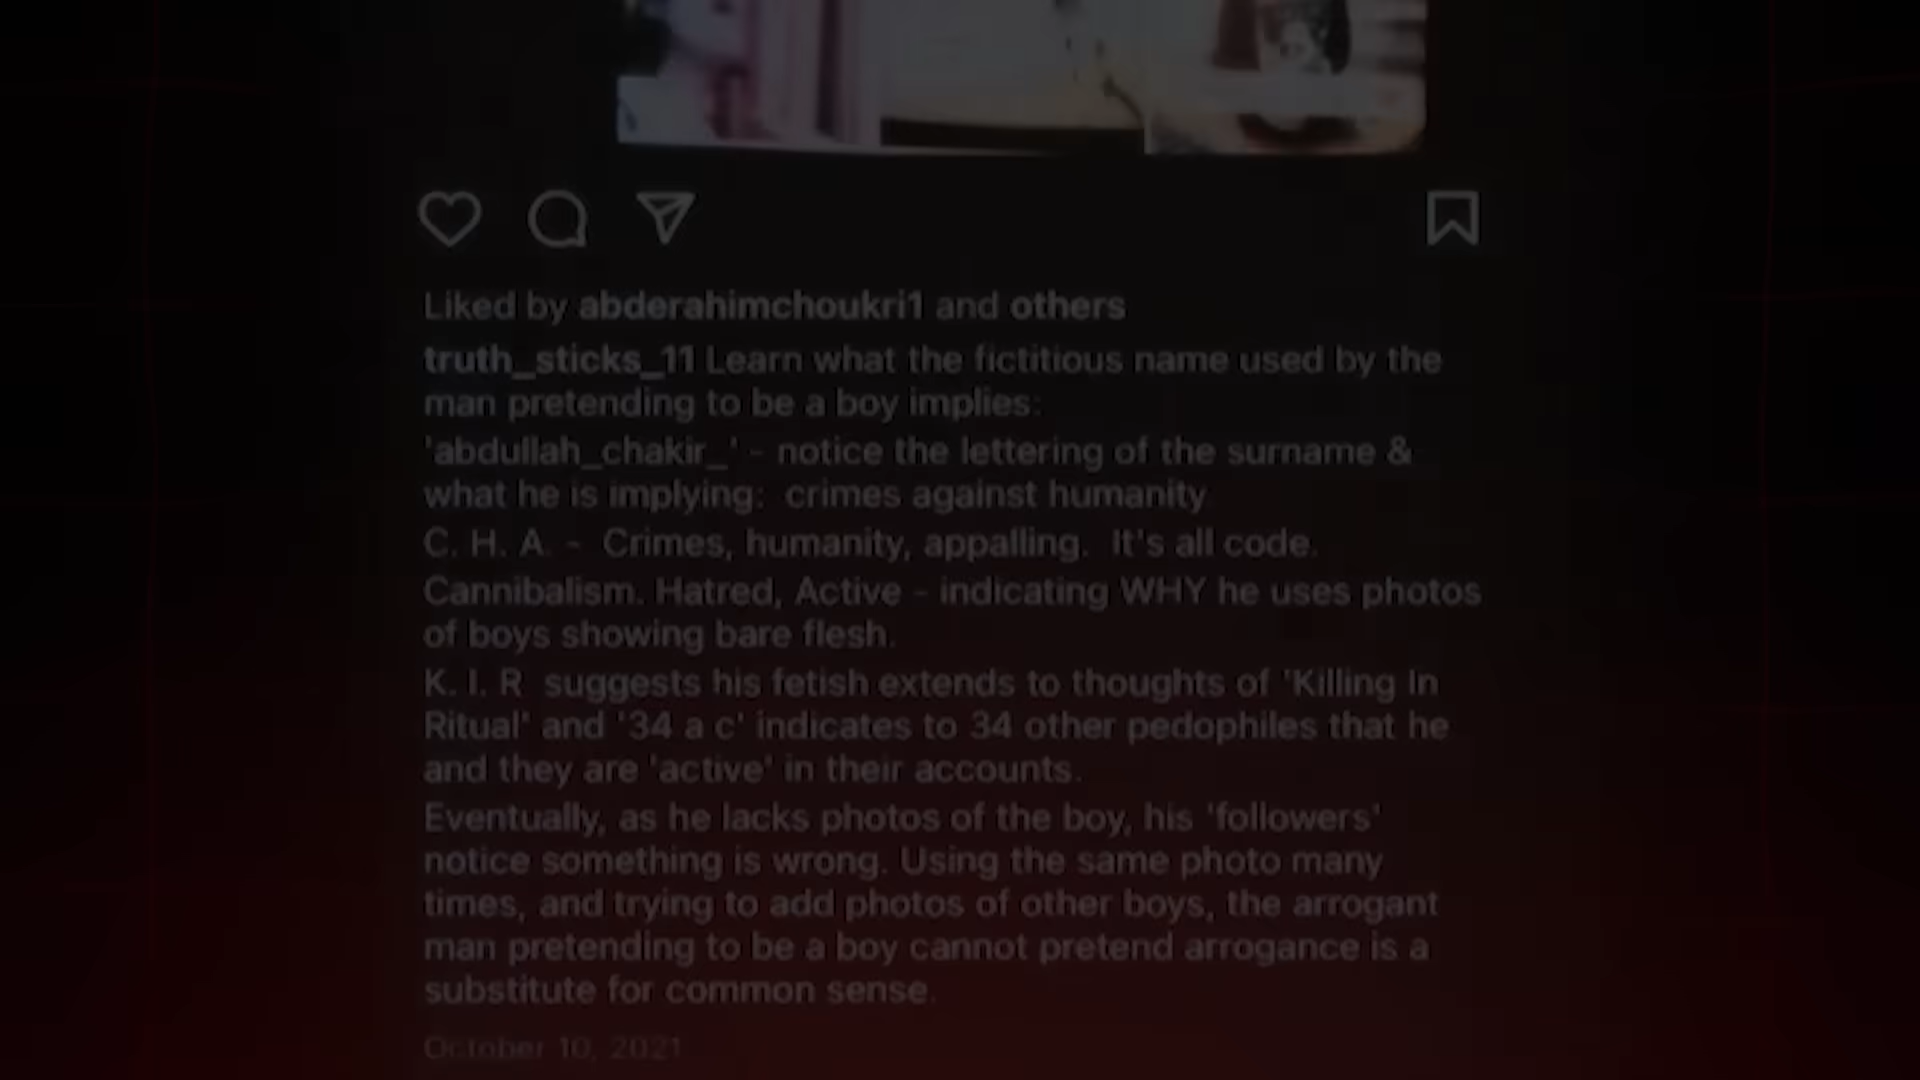 Liked by abderahimchoukri1 and others
truth_sticks_11 Learn what the fictitious name used by the
man pretending to be a boy implies:
'abdullah_chakir_' - notice the lettering of the surname &
what he is implying:  crimes against humanity
C. H. A. -  Crimes, humanity, appalling.  It's all code.
Cannibalism. Hatred, Active - indicating WHY he uses photos
of boys showing bare flesh.
K. I. R  suggests his fetish extends to thoughts of 'Killing In
Ritual' and '34 a c' indicates to 34 other pedophiles that he
and they are 'active' in their accounts.
Eventually, as he lacks photos of the boy, his 'followers'
notice something is wrong. Using the same photo many
times, and trying to add photos of other boys, the arrogant
man pretending to be a boy cannot pretend arrogance is a
substitute for common sense.
October 10, 2021